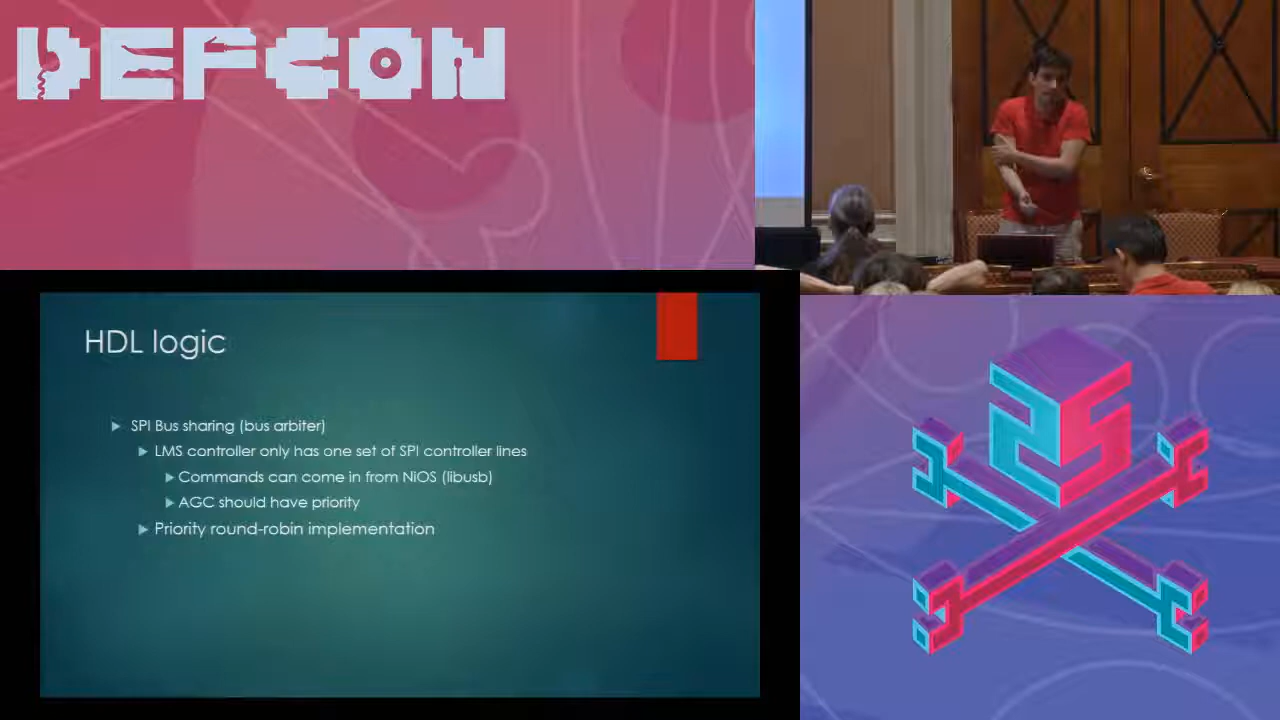 DEFCON
HDL logic
SPI Bus sharing (bus arbiter)
LMS controller only has one set of SPI controller lines
Commands can come in from NiOS (libusb)
AGC should have priority
Priority round-robin implementation
25